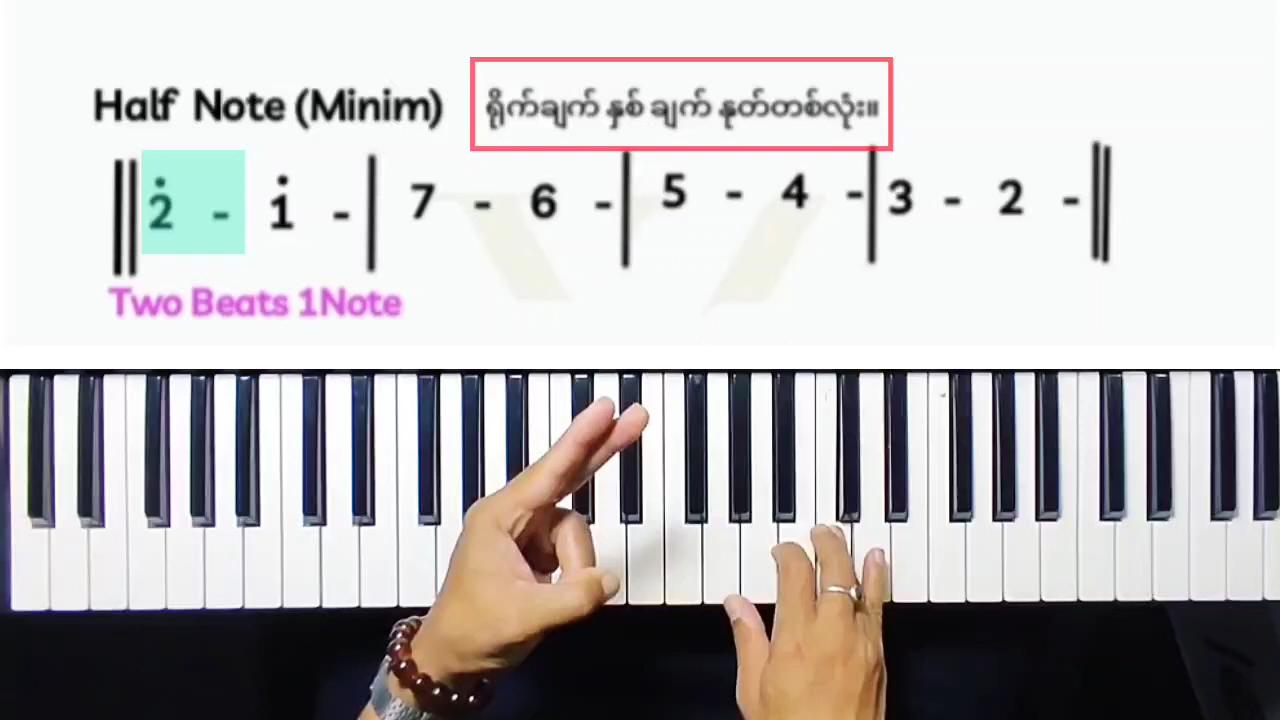 Half Note (Minim) ရိုက်ချက် နှစ် ချက် နုတ်တစ်လုံး။
‖ 2̇ - 1̇ - | 7 - 6 - | 5 - 4 - | 3 - 2 - ‖
Two Beats 1Note